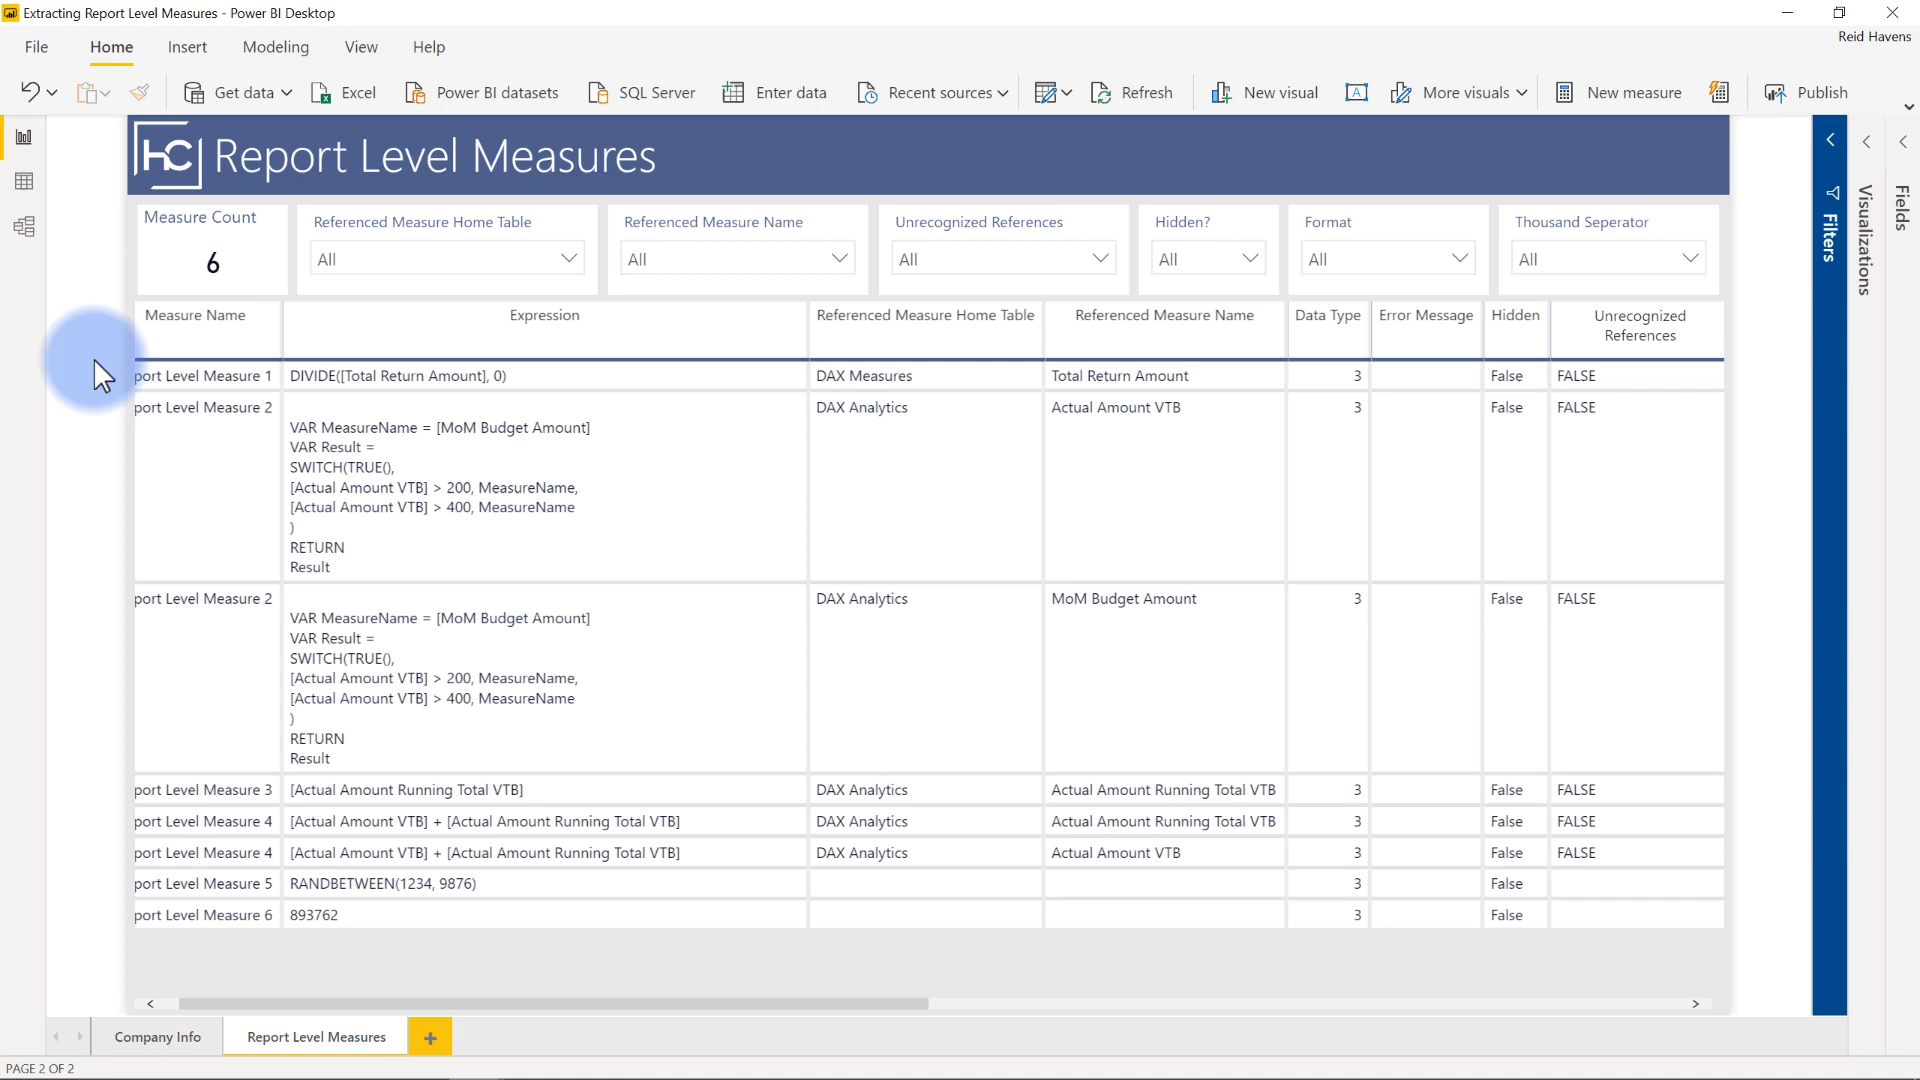 Extracting Report Level Measures - Power BI Desktop
Reid Havens
File Home Insert Modeling View Help
Get data Excel Power BI datasets SQL Server Enter data Recent sources Refresh New visual A More visuals New measure Publish
HC Report Level Measures
Measure Count Referenced Measure Home Table Referenced Measure Name Unrecognized References Hidden? Format Thousand Seperator
6 All All All All All All
Filters
Visualizations
Fields
Measure Name Expression Referenced Measure Home Table Referenced Measure Name Data Type Error Message Hidden Unrecognized
References
port Level Measure 1 DIVIDE([Total Return Amount], 0) DAX Measures Total Return Amount 3 False FALSE
port Level Measure 2 DAX Analytics Actual Amount VTB 3 False FALSE
VAR MeasureName = [MoM Budget Amount]
VAR Result =
SWITCH(TRUE(),
[Actual Amount VTB] > 200, MeasureName,
[Actual Amount VTB] > 400, MeasureName
)
RETURN
Result
port Level Measure 2 DAX Analytics MoM Budget Amount 3 False FALSE
VAR MeasureName = [MoM Budget Amount]
VAR Result =
SWITCH(TRUE(),
[Actual Amount VTB] > 200, MeasureName,
[Actual Amount VTB] > 400, MeasureName
)
RETURN
Result
port Level Measure 3 [Actual Amount Running Total VTB] DAX Analytics Actual Amount Running Total VTB 3 False FALSE
port Level Measure 4 [Actual Amount VTB] + [Actual Amount Running Total VTB] DAX Analytics Actual Amount Running Total VTB 3 False FALSE
port Level Measure 4 [Actual Amount VTB] + [Actual Amount Running Total VTB] DAX Analytics Actual Amount VTB 3 False FALSE
port Level Measure 5 RANDBETWEEN(1234, 9876) 3 False
port Level Measure 6 893762 3 False
Company Info Report Level Measures +
PAGE 2 OF 2